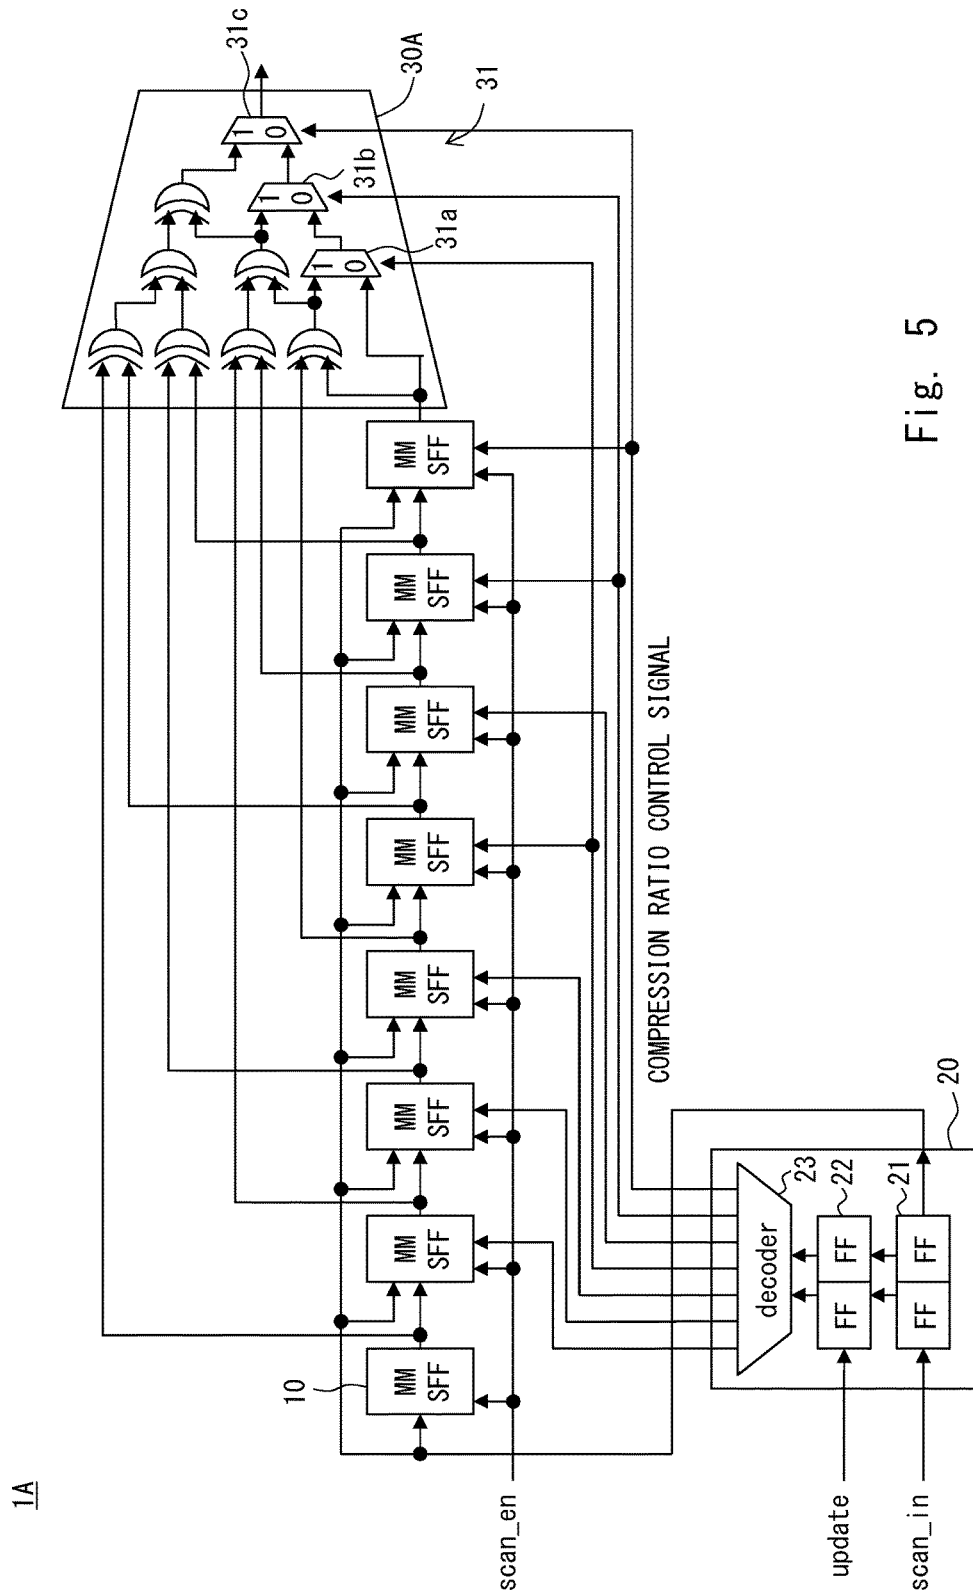 1A
10
MM
SFF
MM
SFF
MM
SFF
MM
SFF
MM
SFF
MM
SFF
MM
SFF
MM
SFF
1
0
31a
1
0
31b
1
0
31c
30A
31
scan_en
COMPRESSION RATIO CONTROL SIGNAL
decoder
23
FF
FF
22
FF
FF
21
20
update
scan_in
Fig. 5